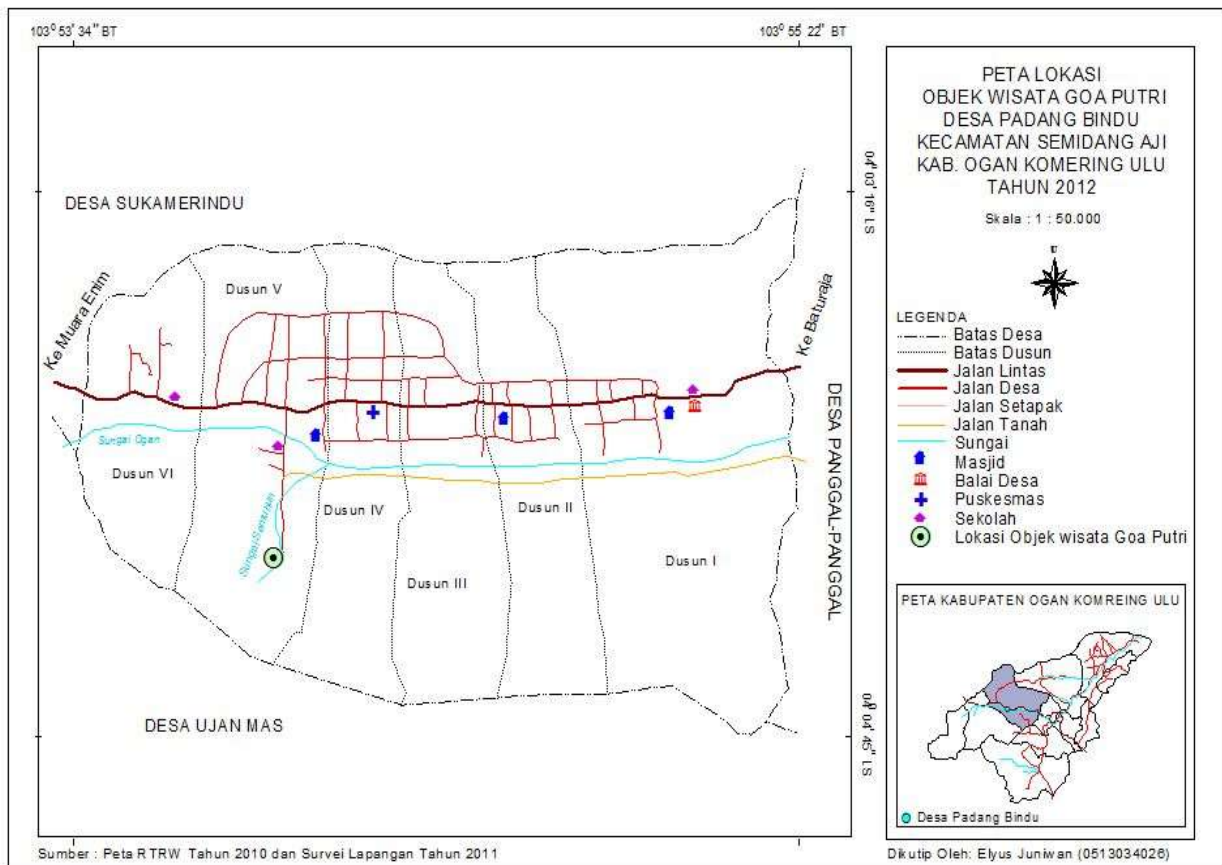 103° 53' 34" BT
103° 55' 22" BT
04° 03' 16" LS
DESA SUKAMERINDU
Ke Muara Enim
Ke Baturaja
Dusun V
Sungai Ogan
Dusun VI
Dusun IV
Dusun II
Dusun III
Dusun I
DESA PANGGAL-PANGGAL
DESA UJAN MAS
Sumber : Peta RTRW Tahun 2010 dan Survei Lapangan Tahun 2011
PETA LOKASI
OBJEK WISATA GOA PUTRI
DESA PADANG BINDU
KECAMATAN SEMIDANG AJI
KAB. OGAN KOMERING ULU
TAHUN 2012
Skala : 1 : 50.000
U
LEGENDA
Batas Desa
Batas Dusun
Jalan Lintas
Jalan Desa
Jalan Setapak
Jalan Tanah
Sungai
Masjid
Balai Desa
Puskesmas
Sekolah
Lokasi Objek wisata Goa Putri
PETA KABUPATEN OGAN KOMREING ULU
Desa Padang Bindu
Dikutip Oleh: Elyus Juniwan (0513034026)